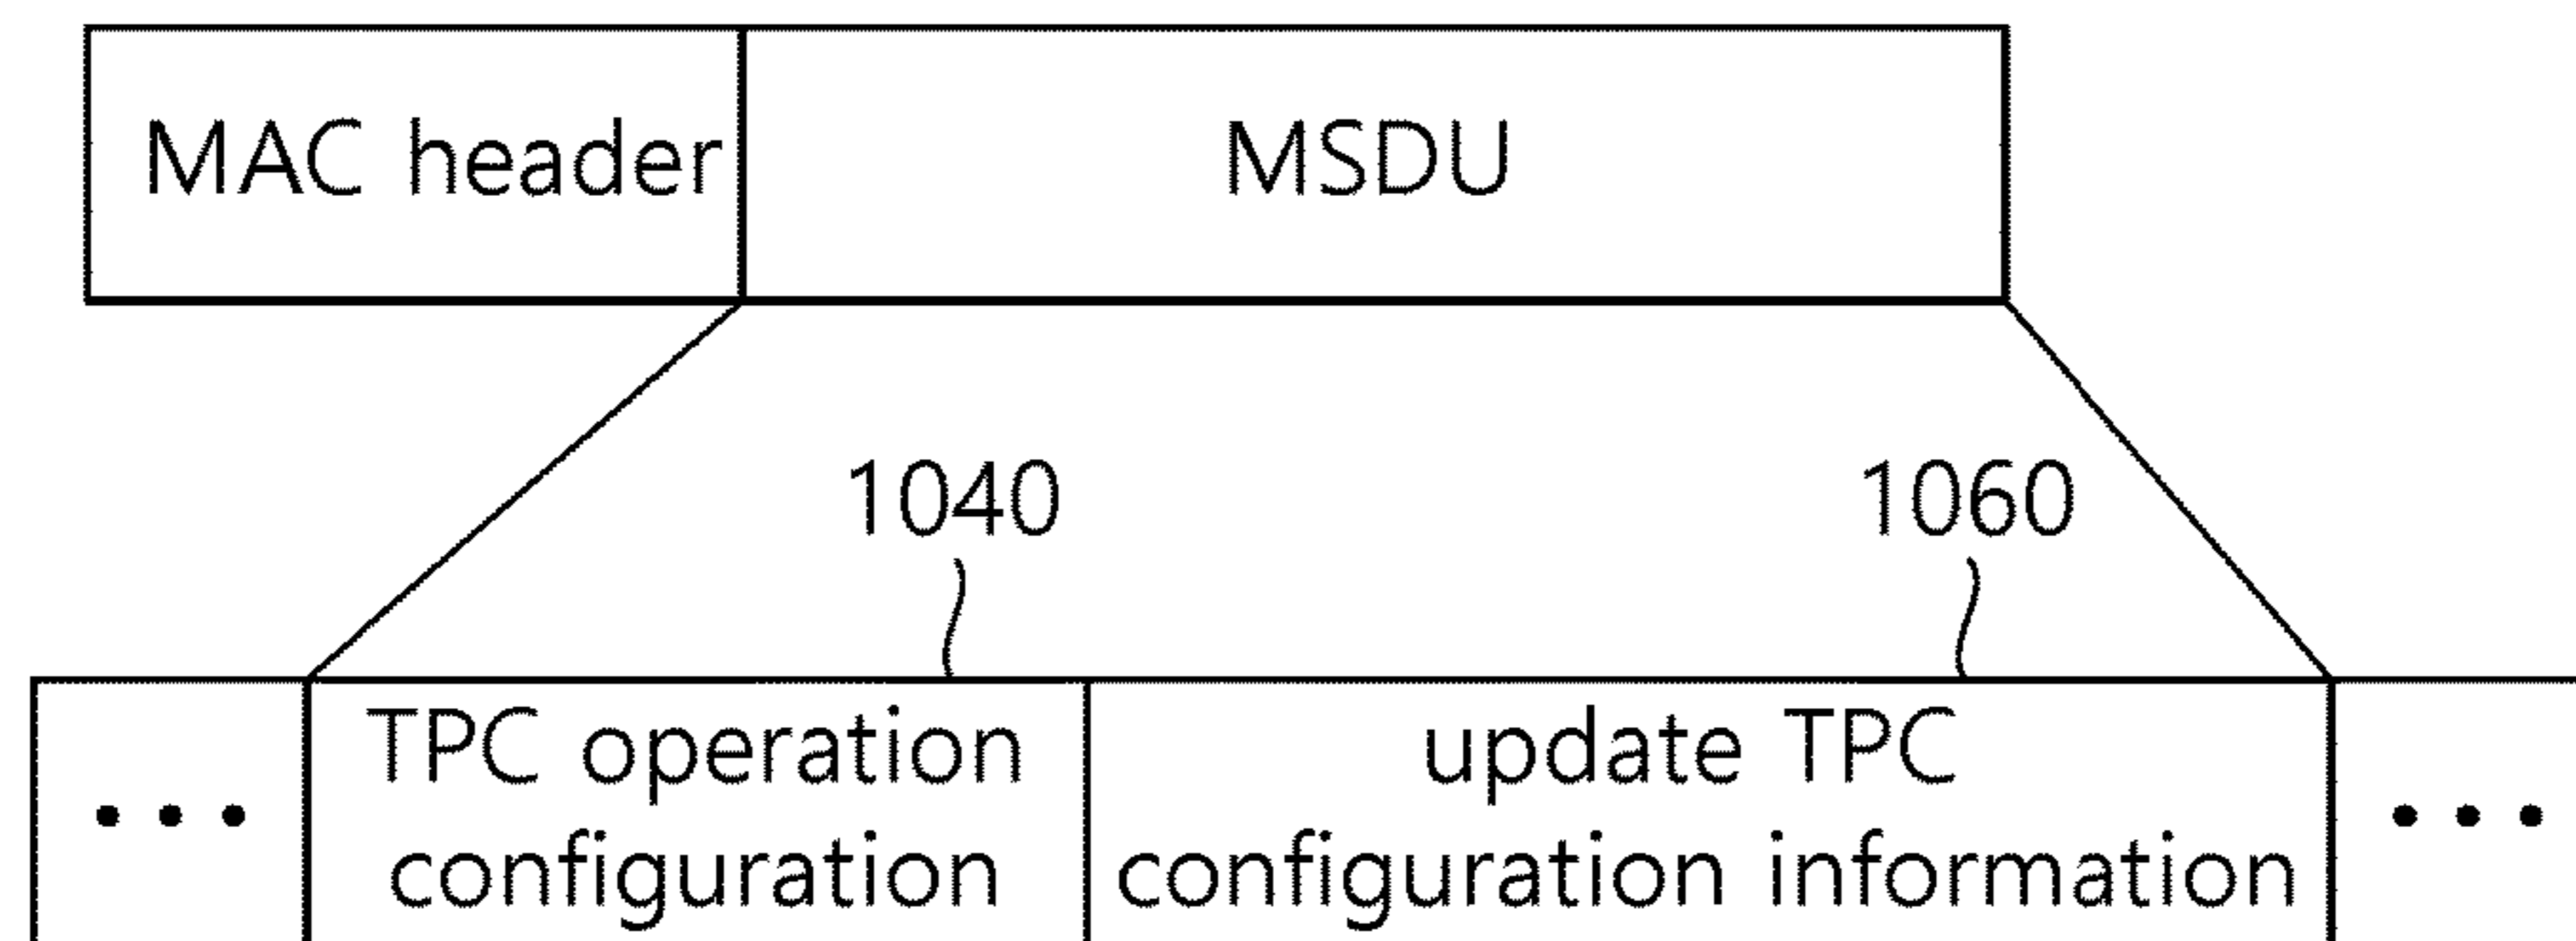 MAC header MSDU
1040 1060
... TPC operation update TPC ...
configuration configuration information